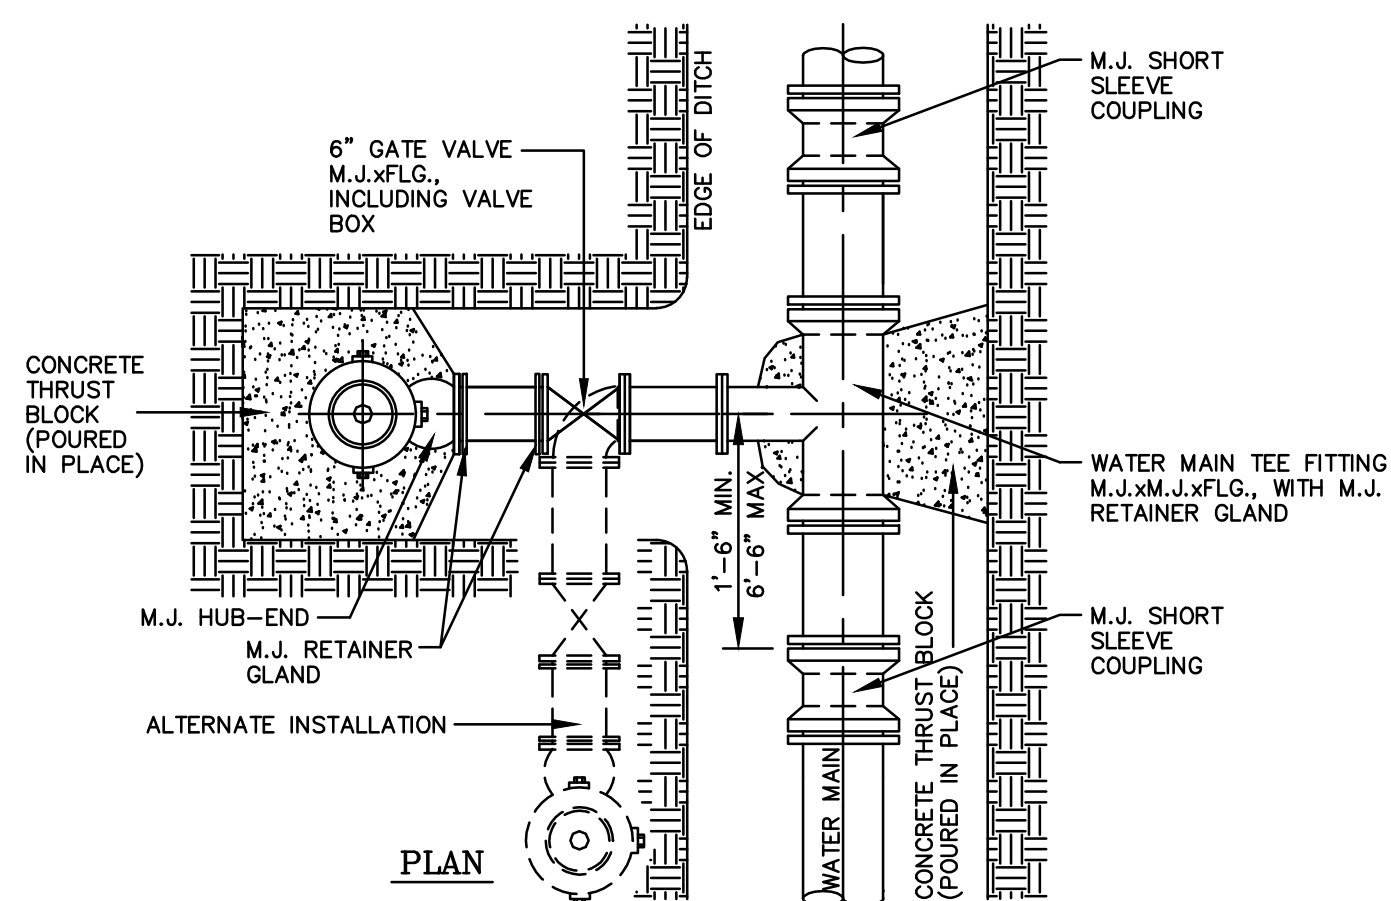 M.J. SHORT
SLEEVE
COUPLING
EDGE OF DITCH
6" GATE VALVE
M.J.xFLG.,
INCLUDING VALVE
BOX
CONCRETE
THRUST
BLOCK
(POURED
IN PLACE)
WATER MAIN TEE FITTING
M.J.xM.J.xFLG., WITH M.J.
RETAINER GLAND
1'-6" MIN.
6'-6" MAX
M.J. HUB-END
M.J. RETAINER
GLAND
M.J. SHORT
SLEEVE
COUPLING
ALTERNATE INSTALLATION
CONCRETE THRUST BLOCK
(POURED IN PLACE)
WATER MAIN
PLAN